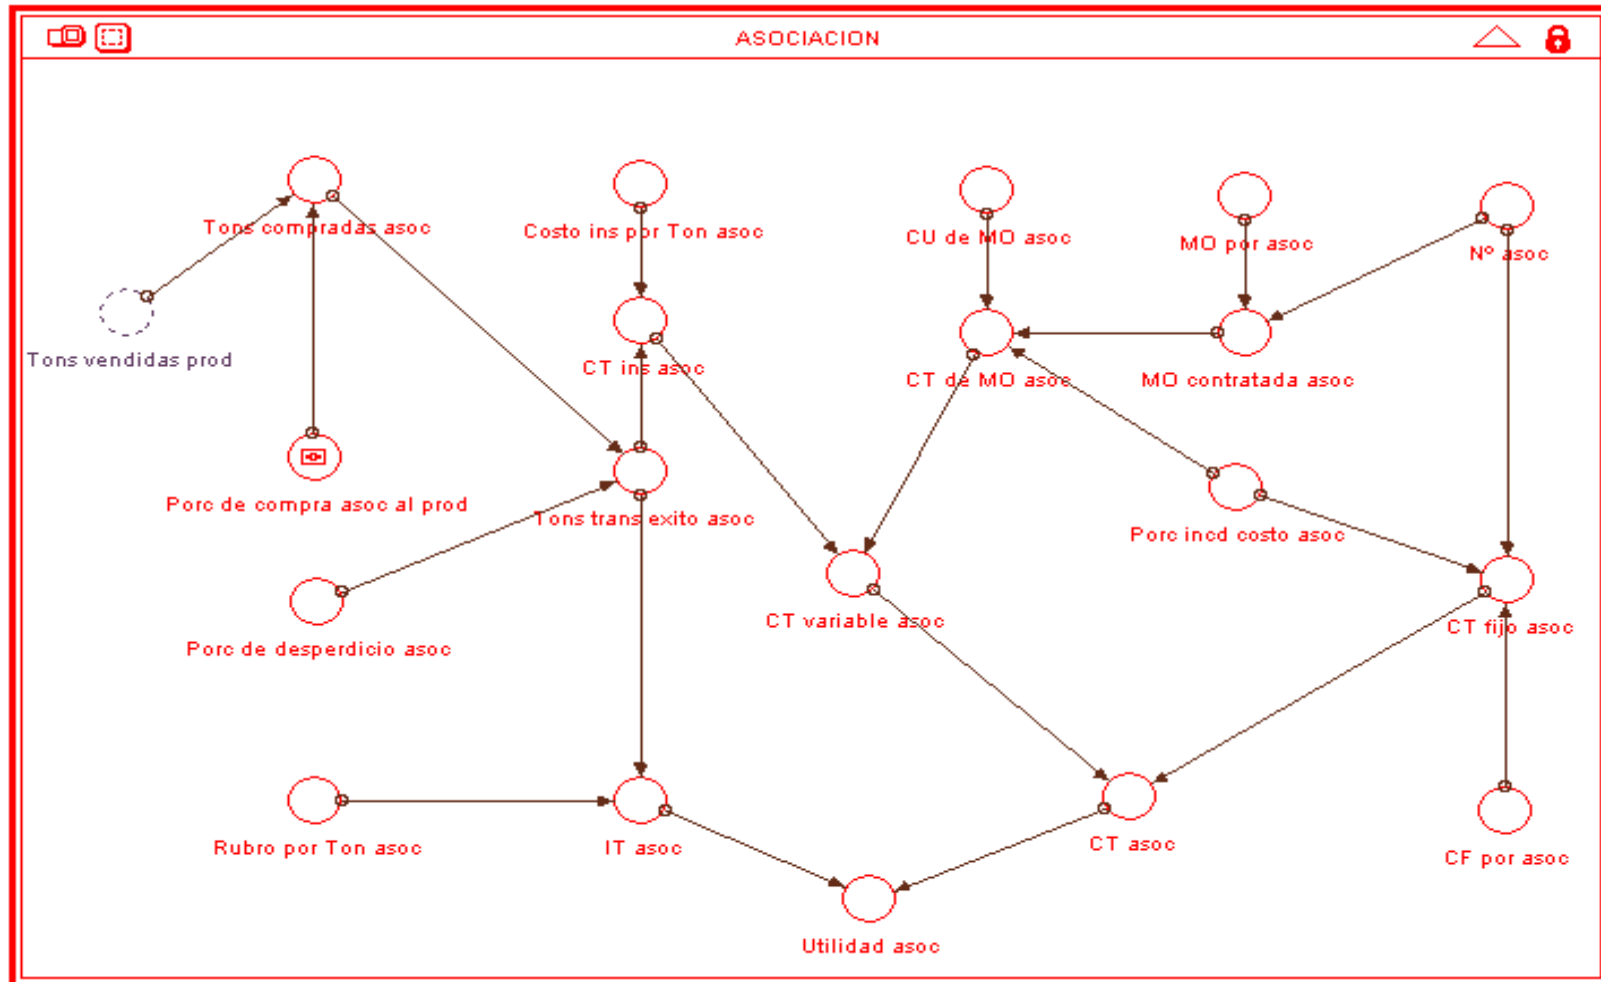 ASOCIACION
Tons compradas asoc
Costo ins por Ton asoc
CU de MO asoc
MO por asoc
Nº asoc
Tons vendidas prod
CT ins asoc
CT de MO asoc
MO contratada asoc
Porc de compra asoc al prod
Tons trans exito asoc
Porc incd costo asoc
Porc de desperdicio asoc
CT variable asoc
CT fijo asoc
Rubro por Ton asoc
IT asoc
CT asoc
CF por asoc
Utilidad asoc